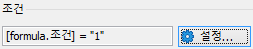 조건
[formula.조건] = "1"
설정...